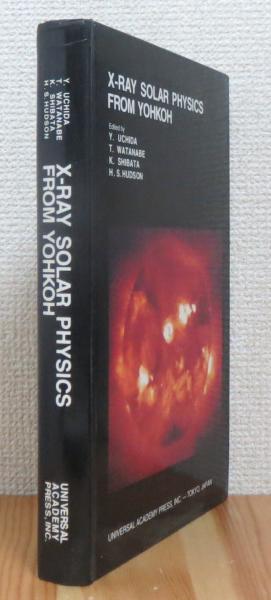 Y. UCHIDA
T. WATANABE
K. SHIBATA
H. S. HUDSON
X-RAY SOLAR PHYSICS
FROM YOHKOH
UNIVERSAL
ACADEMY
PRESS, INC.
X-RAY SOLAR PHYSICS
FROM YOHKOH
Edited by
Y. UCHIDA
T. WATANABE
K. SHIBATA
H. S. HUDSON
UNIVERSAL ACADEMY PRESS, INC. — TOKYO, JAPAN